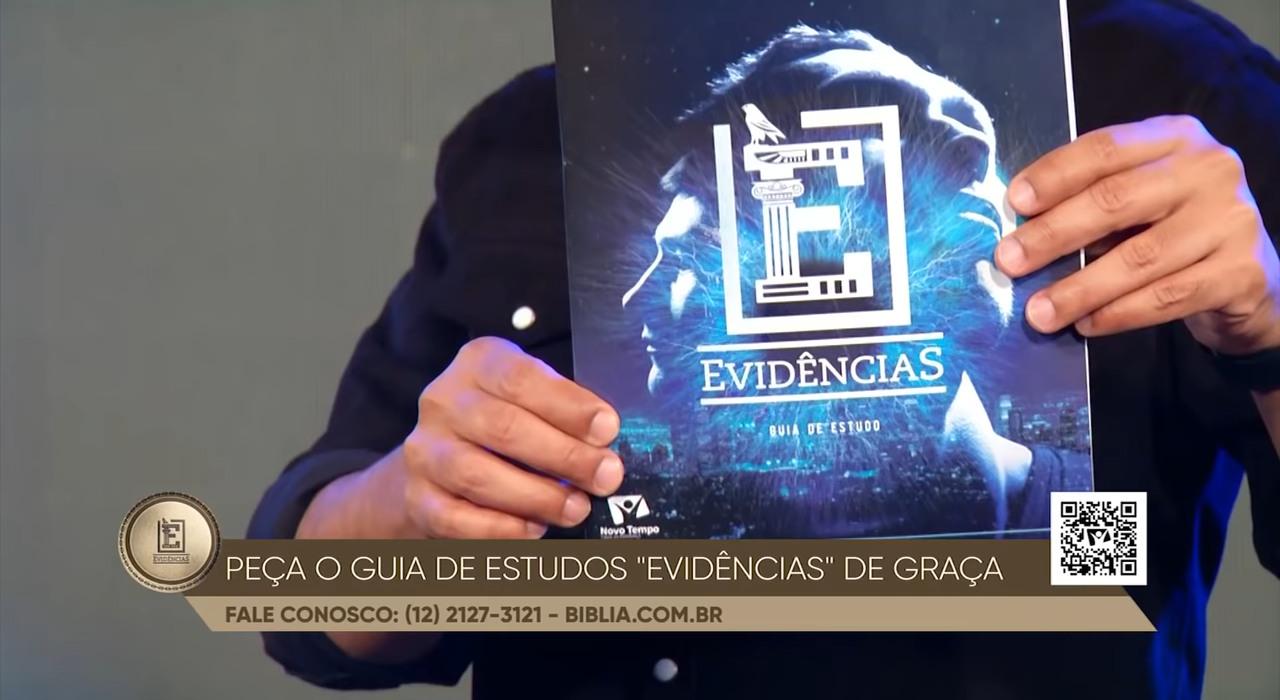 EVIDÊNCIAS
GUIA DE ESTUDO
Novo Tempo
EVIDÊNCIAS
PEÇA O GUIA DE ESTUDOS "EVIDÊNCIAS" DE GRAÇA
FALE CONOSCO: (12) 2127-3121 - BIBLIA.COM.BR